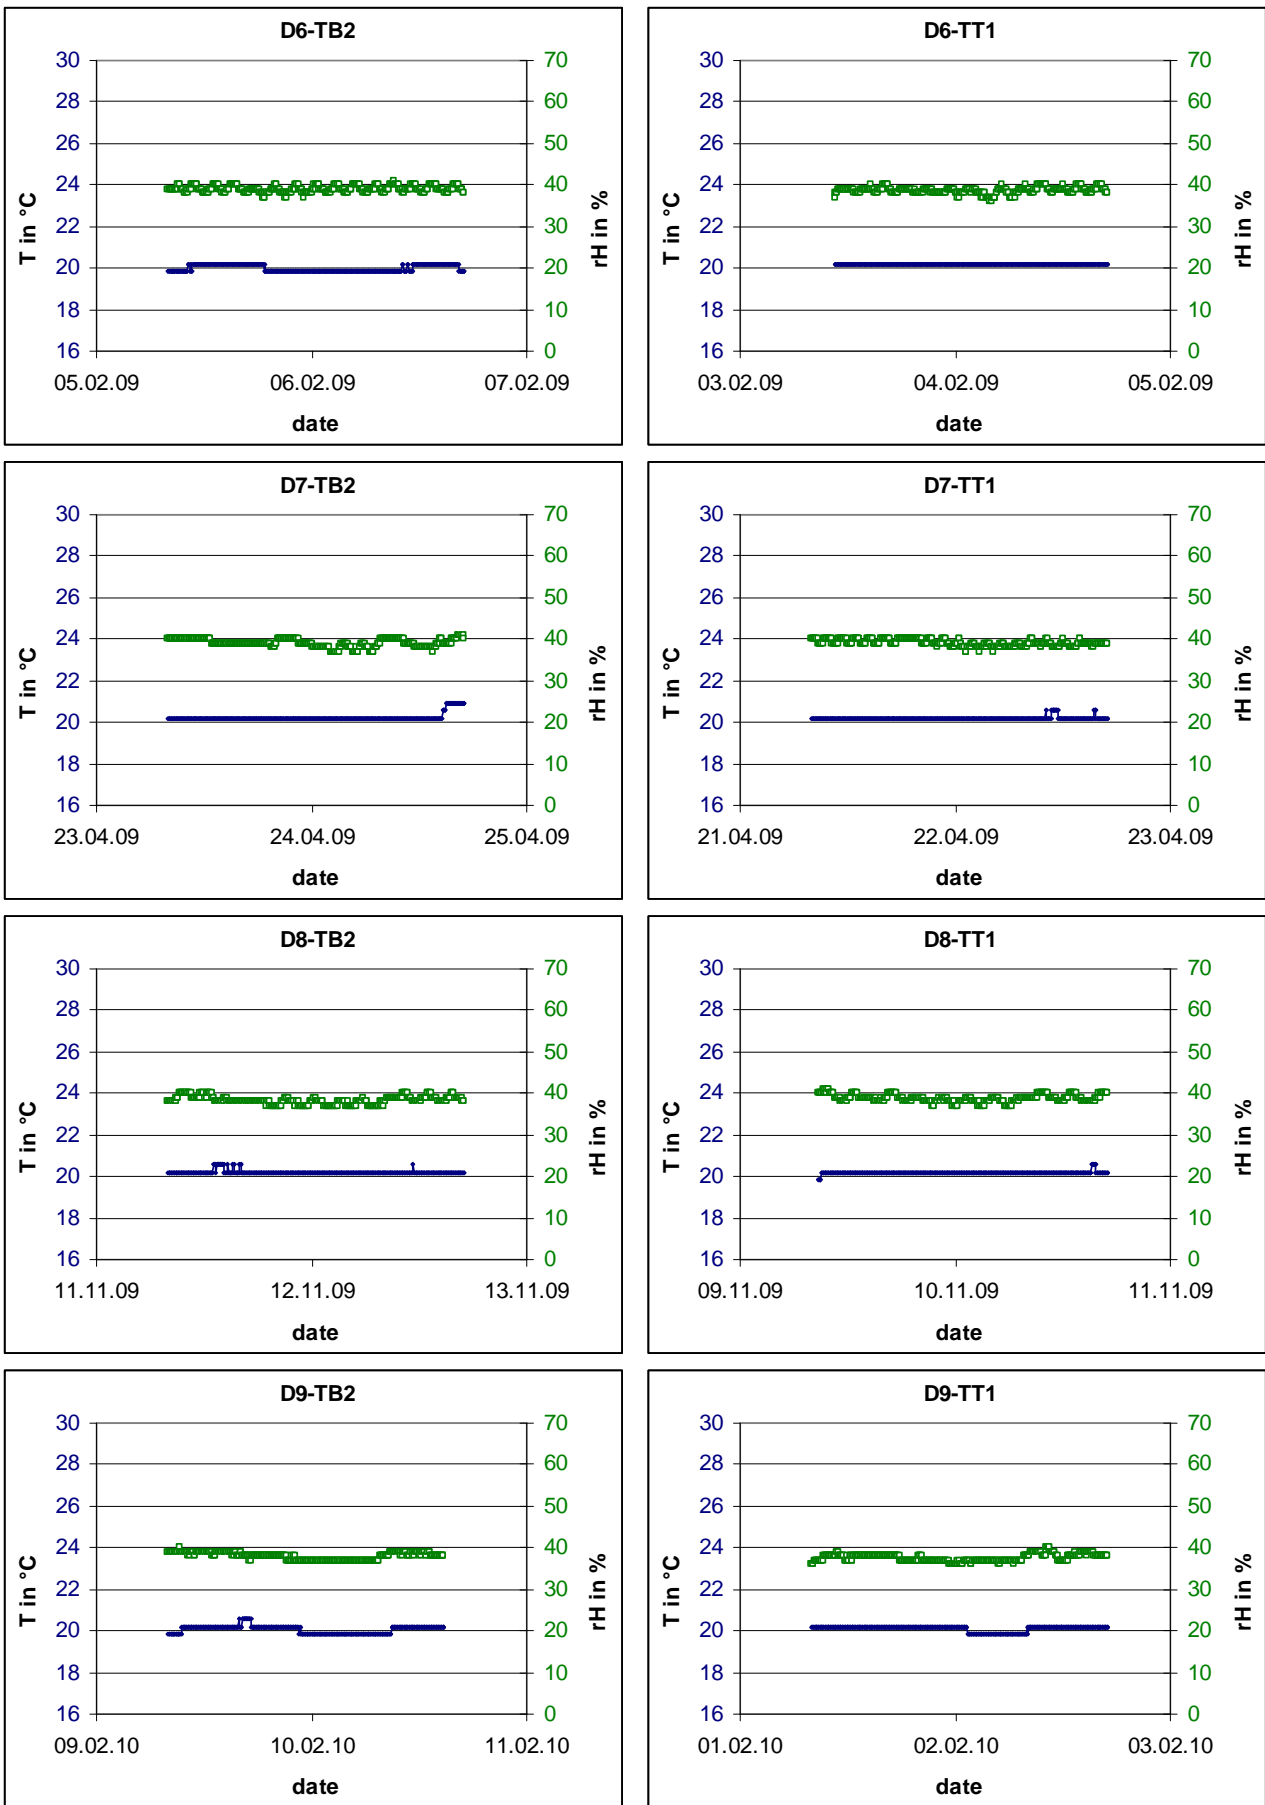 D6-TB2
30 70
28 60
26 50
24 40
22 30
20 20
18 10
16 0
T in °C
rH in %
05.02.09 06.02.09 07.02.09
date
D6-TT1
30 70
28 60
26 50
24 40
22 30
20 20
18 10
16 0
T in °C
rH in %
03.02.09 04.02.09 05.02.09
date
D7-TB2
30 70
28 60
26 50
24 40
22 30
20 20
18 10
16 0
T in °C
rH in %
23.04.09 24.04.09 25.04.09
date
D7-TT1
30 70
28 60
26 50
24 40
22 30
20 20
18 10
16 0
T in °C
rH in %
21.04.09 22.04.09 23.04.09
date
D8-TB2
30 70
28 60
26 50
24 40
22 30
20 20
18 10
16 0
T in °C
rH in %
11.11.09 12.11.09 13.11.09
date
D8-TT1
30 70
28 60
26 50
24 40
22 30
20 20
18 10
16 0
T in °C
rH in %
09.11.09 10.11.09 11.11.09
date
D9-TB2
30 70
28 60
26 50
24 40
22 30
20 20
18 10
16 0
T in °C
rH in %
09.02.10 10.02.10 11.02.10
date
D9-TT1
30 70
28 60
26 50
24 40
22 30
20 20
18 10
16 0
T in °C
rH in %
01.02.10 02.02.10 03.02.10
date